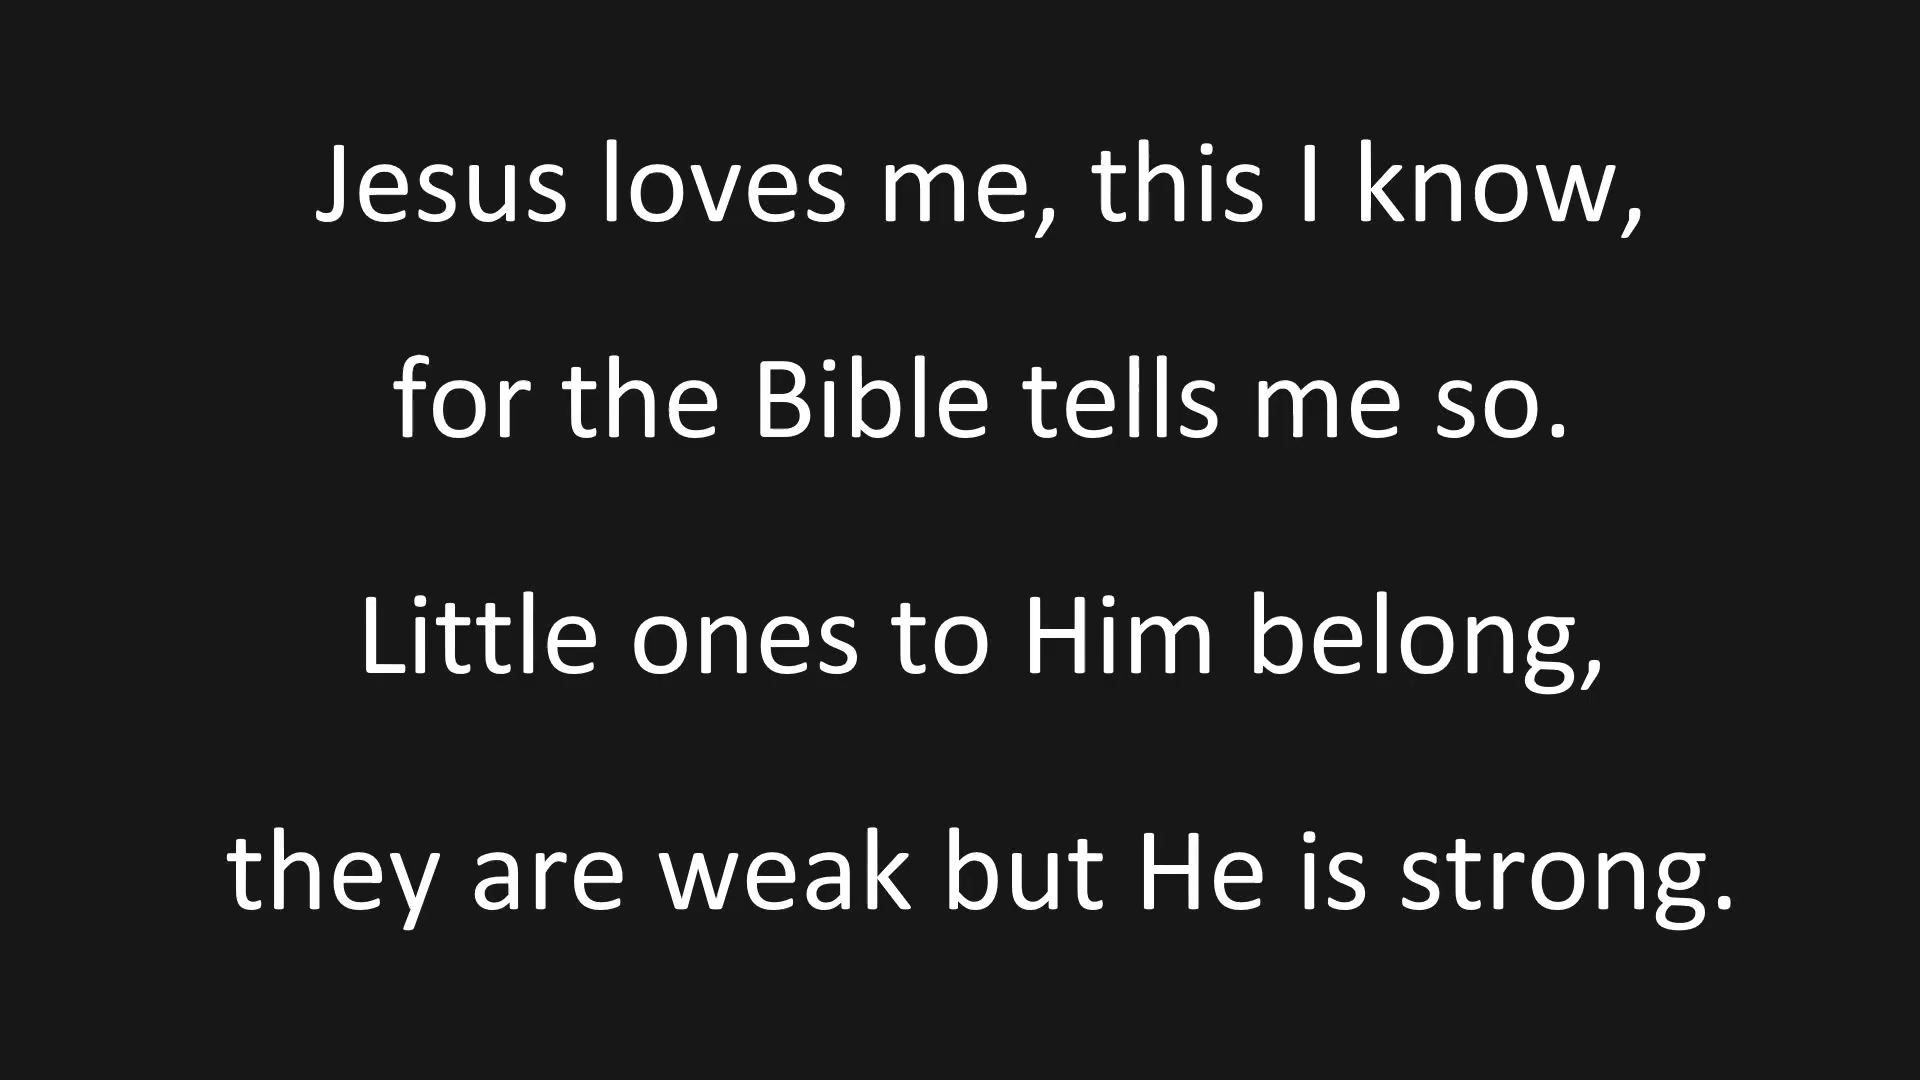 Jesus loves me, this I know,
for the Bible tells me so.
Little ones to Him belong,
they are weak but He is strong.